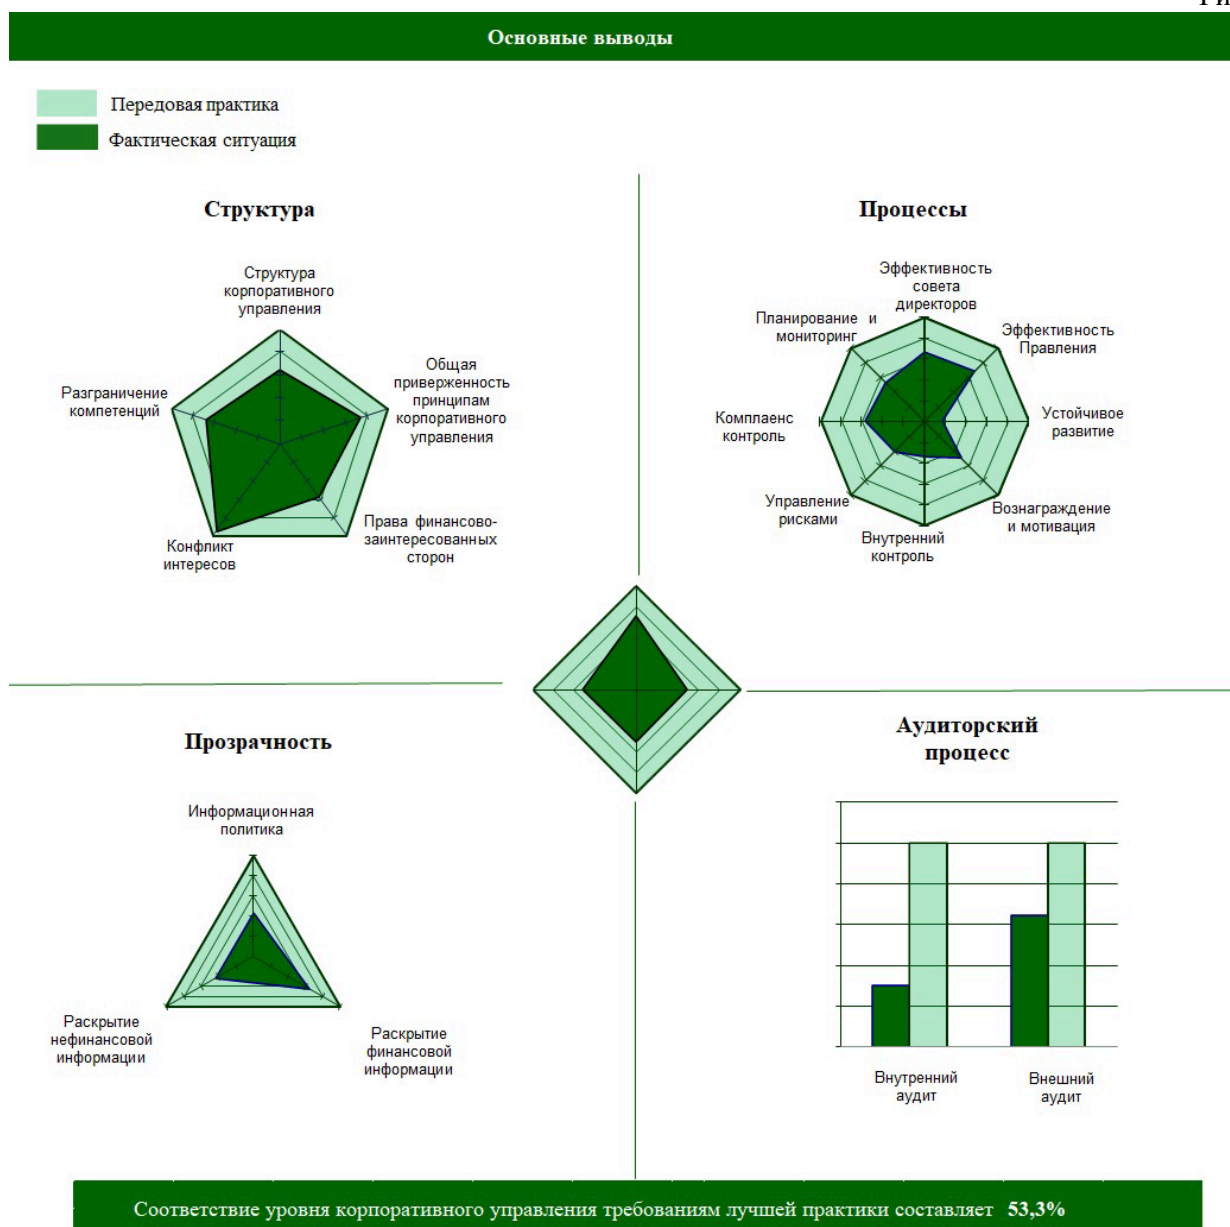 Ри
Основные выводы
Передовая практика
Фактическая ситуация
Структура
Структура
корпоративного
управления
Общая
приверженность
принципам
корпоративного
управления
Разграничение
компетенций
Права финансово-
заинтересованных
сторон
Конфликт
интересов
Процессы
Эффективность
совета
директоров
Планирование и
мониторинг
Эффективность
Правления
Комплаенс
контроль
Устойчивое
развитие
Управление
рисками
Вознаграждение
и мотивация
Внутренний
контроль
Прозрачность
Информационная
политика
Раскрытие
нефинансовой
информации
Раскрытие
финансовой
информации
Аудиторский
процесс
Внутренний
аудит
Внешний
аудит
Соответствие уровня корпоративного управления требованиям лучшей практики составляет 53,3%